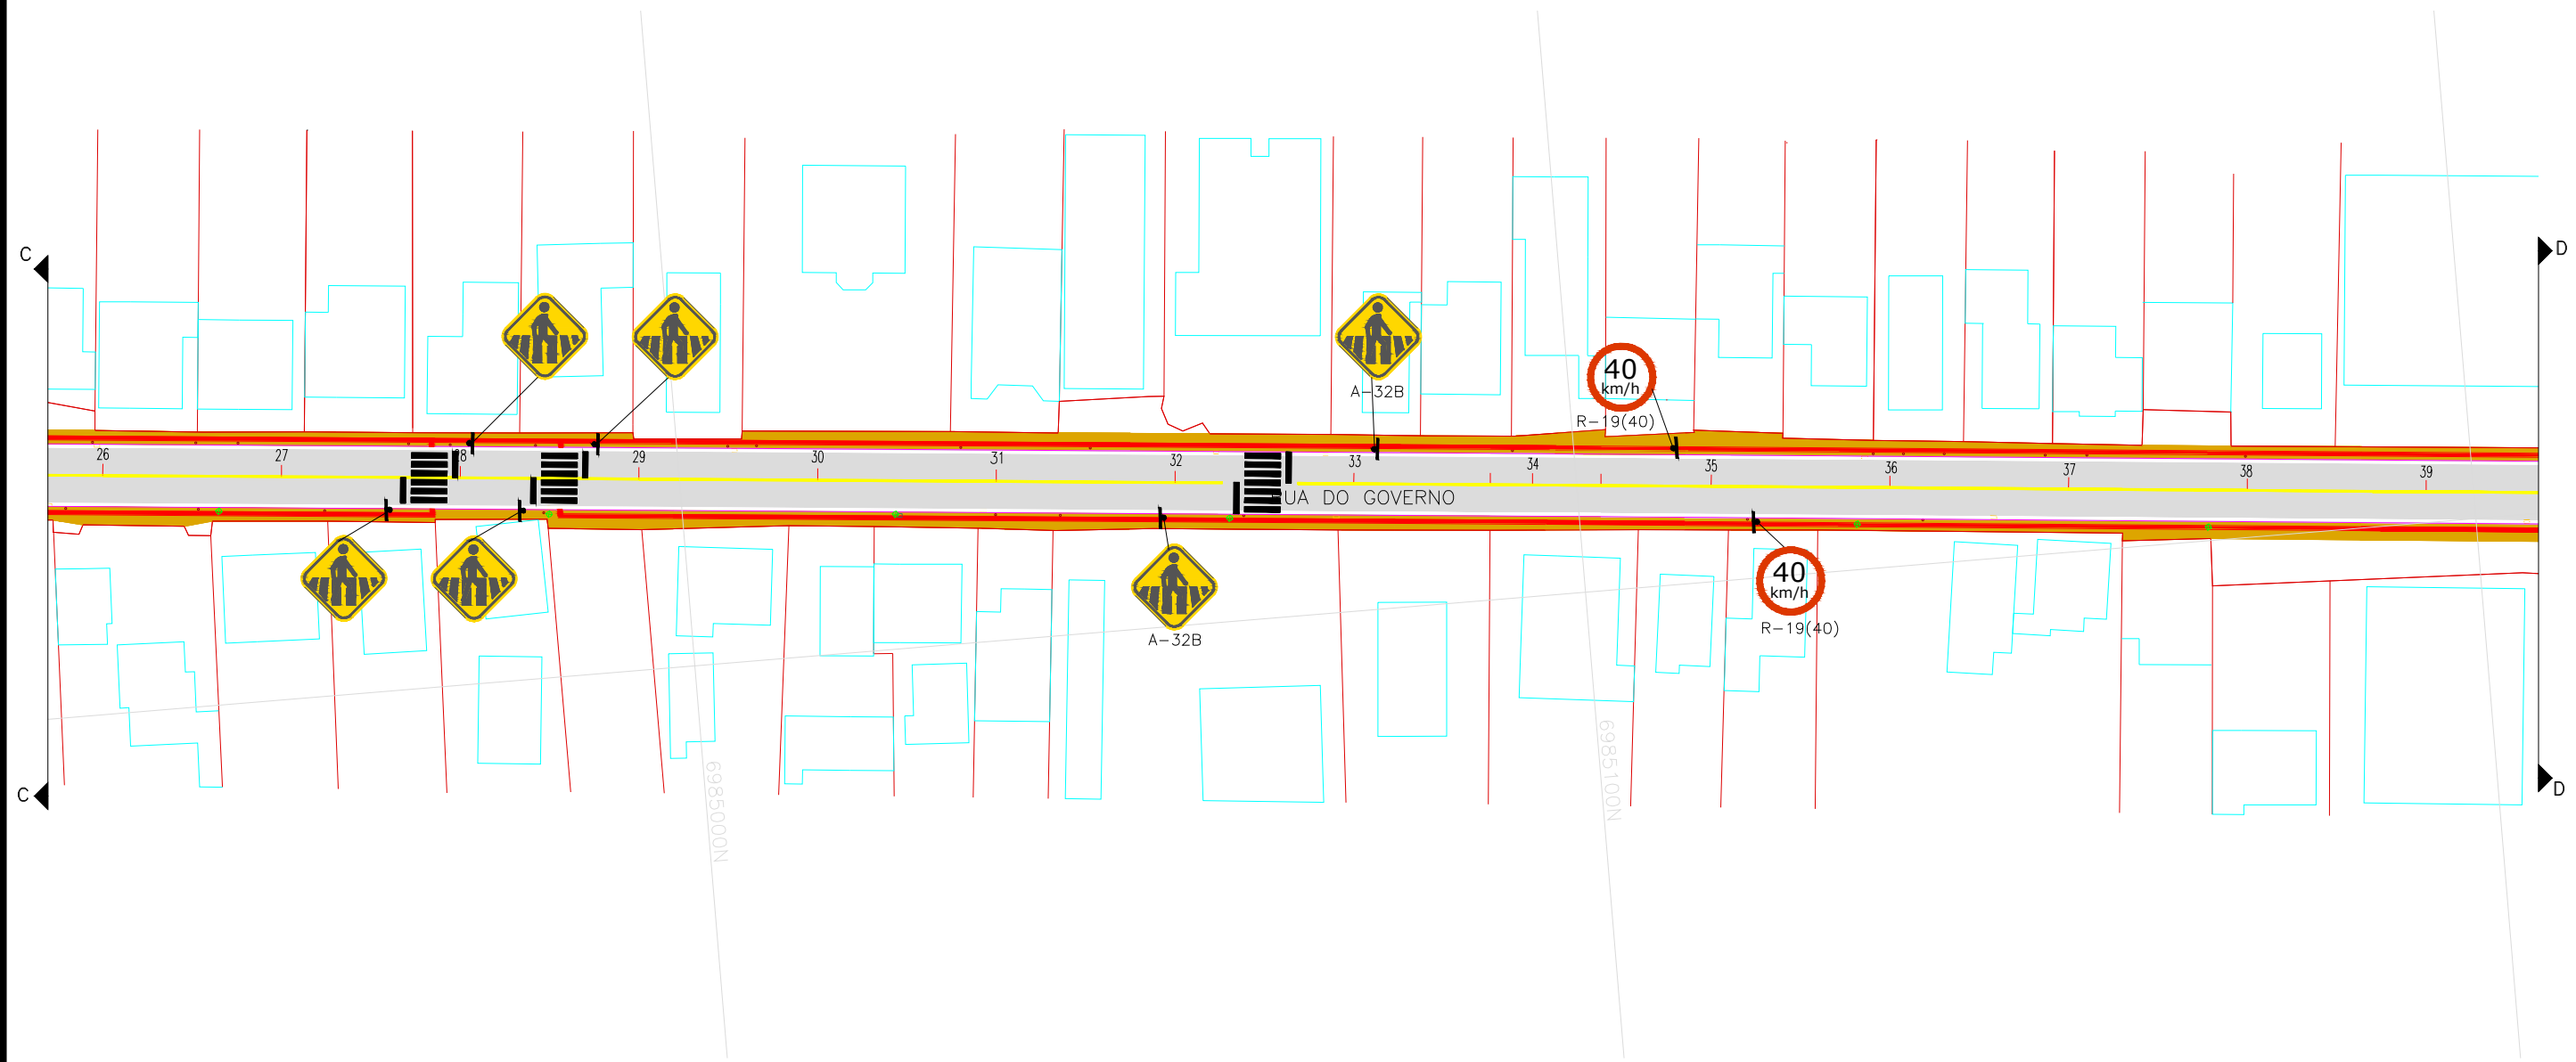 C
D
A-32B
40
km/h
R-19(40)
26
27
28
29
30
31
32
33
34
35
36
37
38
39
RUA DO GOVERNO
40
km/h
R-19(40)
A-32B
6985000N
6985100N
C
D